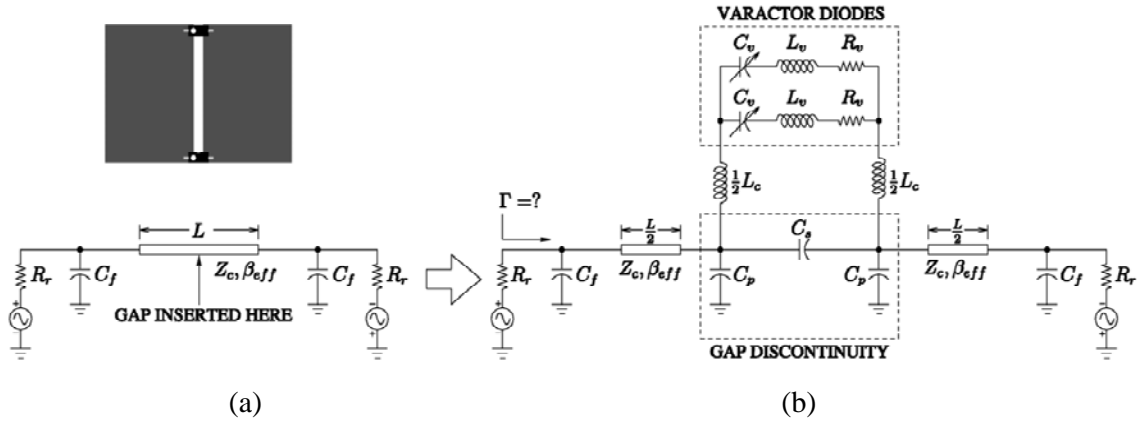 VARACTOR DIODES
C_v L_v R_v
C_v L_v R_v
½L_c ½L_c
Γ =?
L
L/2 C_s L/2
R_r C_f Z_c, β_eff C_f R_r
R_r C_f Z_c, β_eff C_p C_p Z_c, β_eff C_f R_r
GAP INSERTED HERE
GAP DISCONTINUITY
(a) (b)